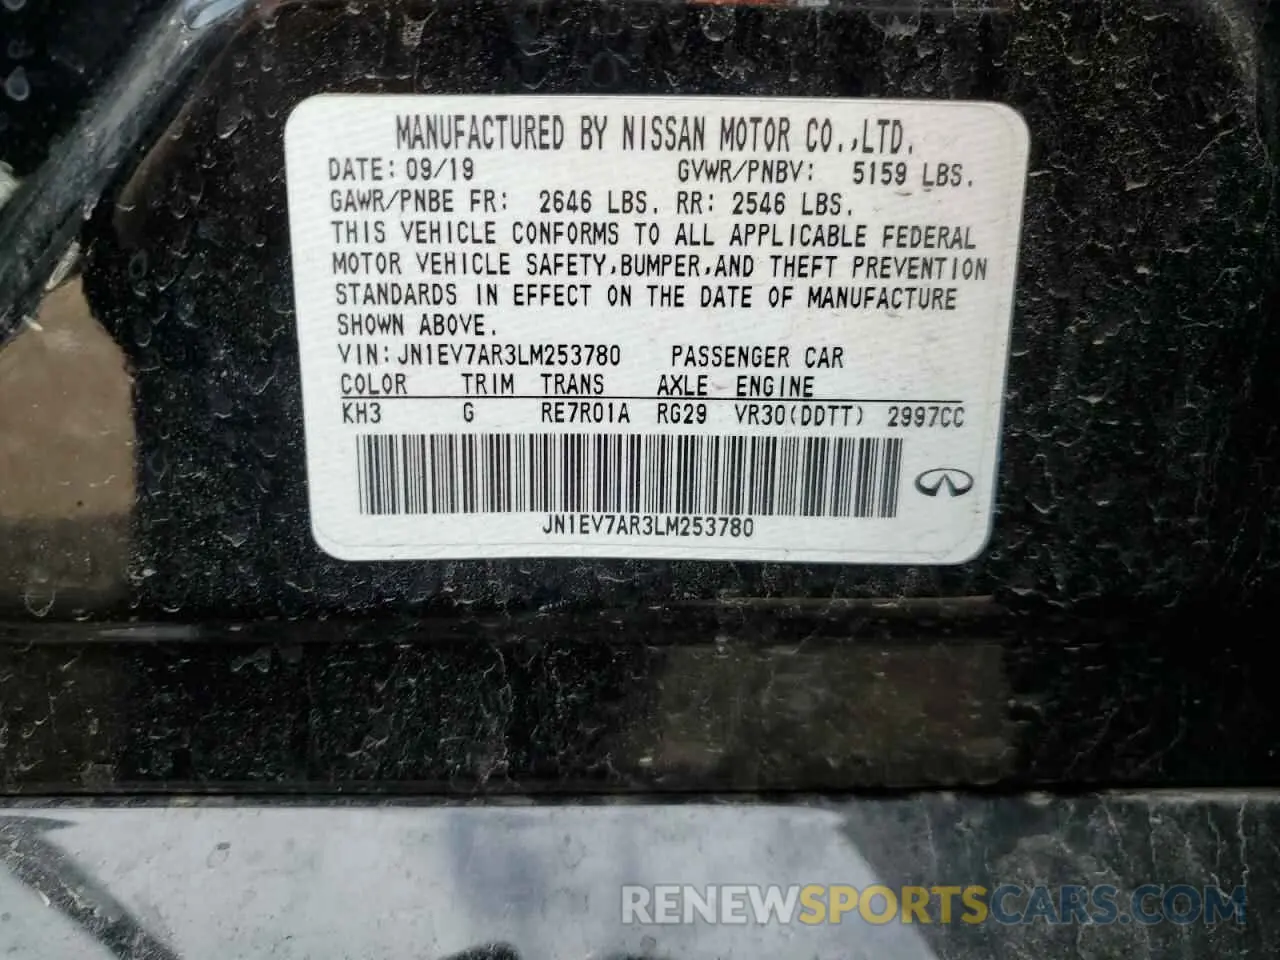 MANUFACTURED BY NISSAN MOTOR CO.,LTD.
DATE: 09/19 GVWR/PNBV: 5159 LBS.
GAWR/PNBE FR: 2646 LBS. RR: 2546 LBS.
THIS VEHICLE CONFORMS TO ALL APPLICABLE FEDERAL
MOTOR VEHICLE SAFETY,BUMPER,AND THEFT PREVENTION
STANDARDS IN EFFECT ON THE DATE OF MANUFACTURE
SHOWN ABOVE.
VIN:JN1EV7AR3LM253780 PASSENGER CAR
COLOR TRIM TRANS AXLE ENGINE
KH3 G RE7R01A RG29 VR30(DDTT) 2997CC
JN1EV7AR3LM253780
RENEWSPORTSCARS.COM